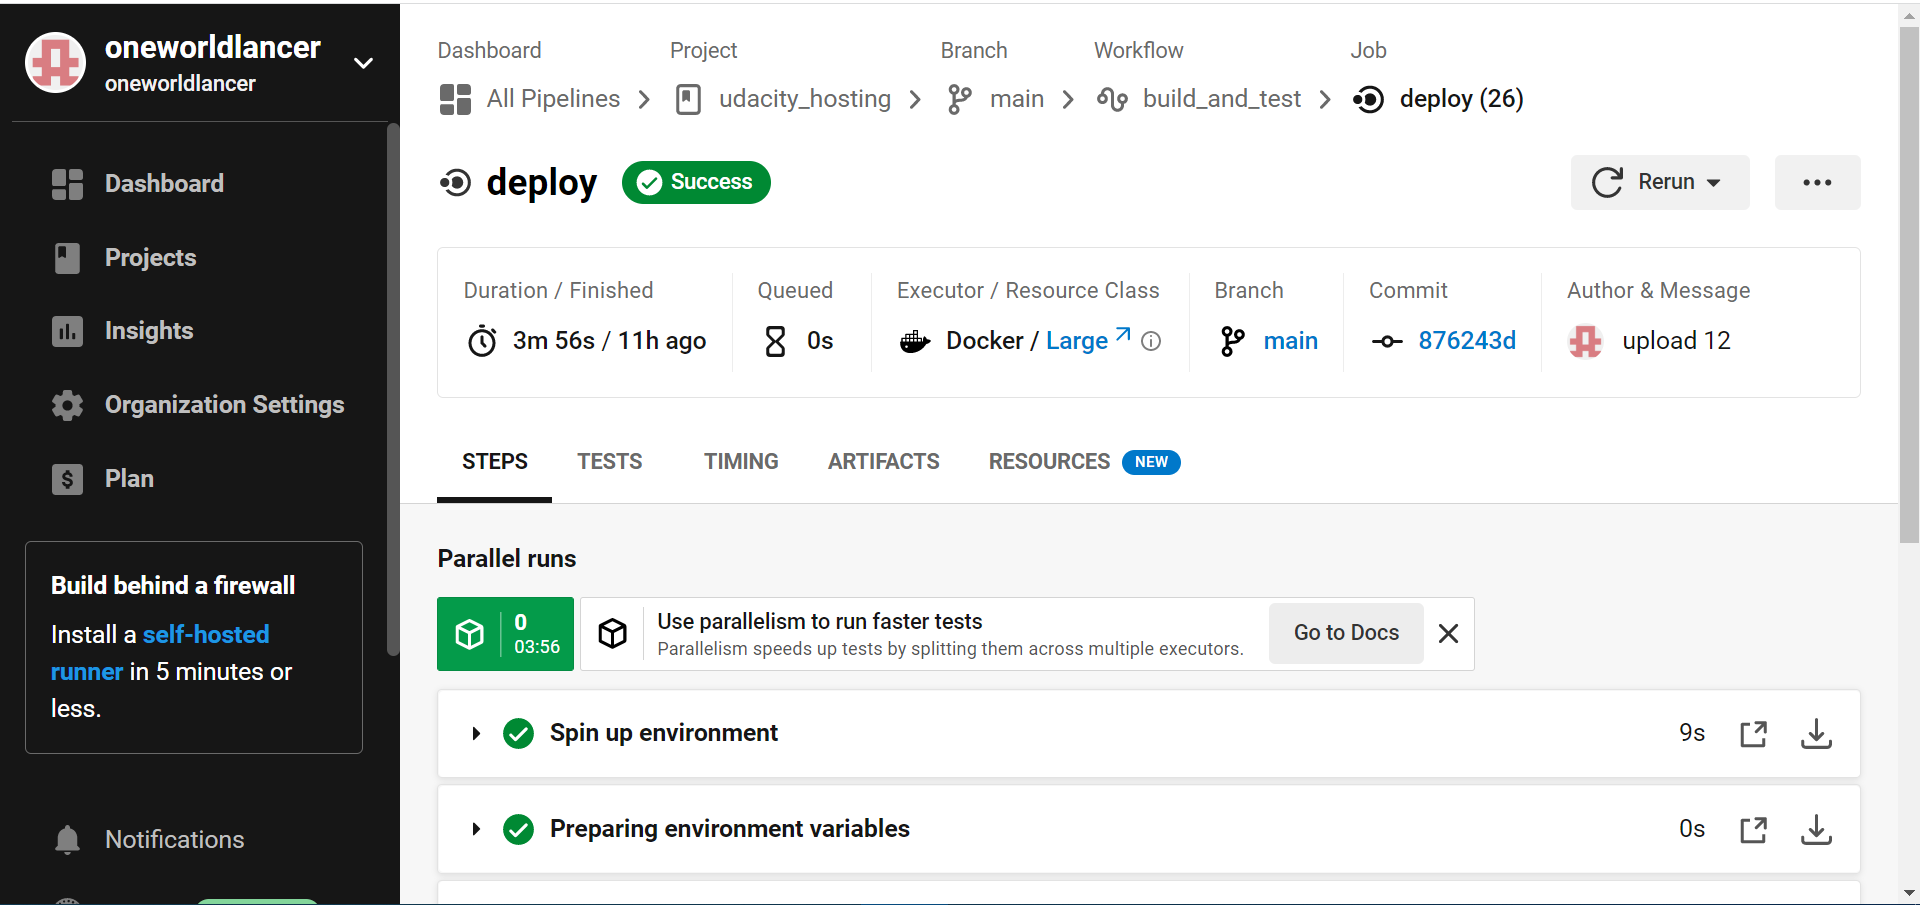 oneworldlancer
oneworldlancer
Dashboard
Projects
Insights
Organization Settings
Plan
Build behind a firewall
Install a self-hosted
runner in 5 minutes or
less.
Notifications
Dashboard Project Branch Workflow Job
All Pipelines udacity_hosting main build_and_test deploy (26)
deploy Success Rerun
Duration / Finished Queued Executor / Resource Class Branch Commit Author & Message
3m 56s / 11h ago 0s Docker / Large main 876243d upload 12
STEPS TESTS TIMING ARTIFACTS RESOURCES NEW
Parallel runs
0
03:56
Use parallelism to run faster tests
Parallelism speeds up tests by splitting them across multiple executors.
Go to Docs
Spin up environment 9s
Preparing environment variables 0s